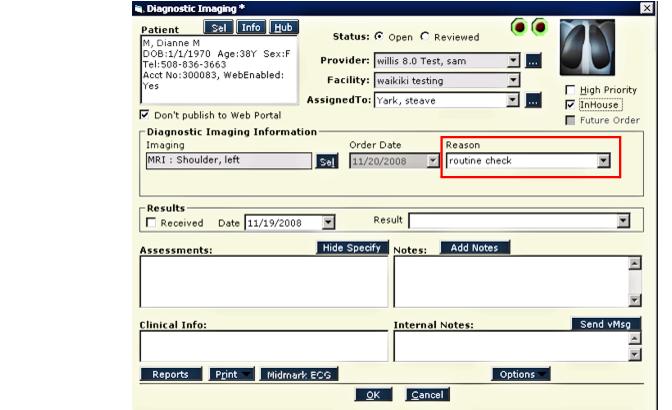 Diagnostic Imaging *
Patient Sel Info Hub
M, Dianne M
DOB:1/1/1970 Age:38Y Sex:F
Tel:508-836-3663
Acct No:300083, WebEnabled:
Yes
Don't publish to Web Portal
Status: Open Reviewed
Provider: willis 8.0 Test, sam ...
Facility: waikiki testing
AssignedTo: Yark, steave ...
High Priority
InHouse
Future Order
Diagnostic Imaging Information
Imaging Order Date Reason
MRI : Shoulder, left Sel 11/20/2008 routine check
Results
Received Date 11/19/2008 Result
Assessments: Hide Specify Notes: Add Notes
Clinical Info: Internal Notes: Send vMsg
Reports Print Midmark ECG Options
OK Cancel